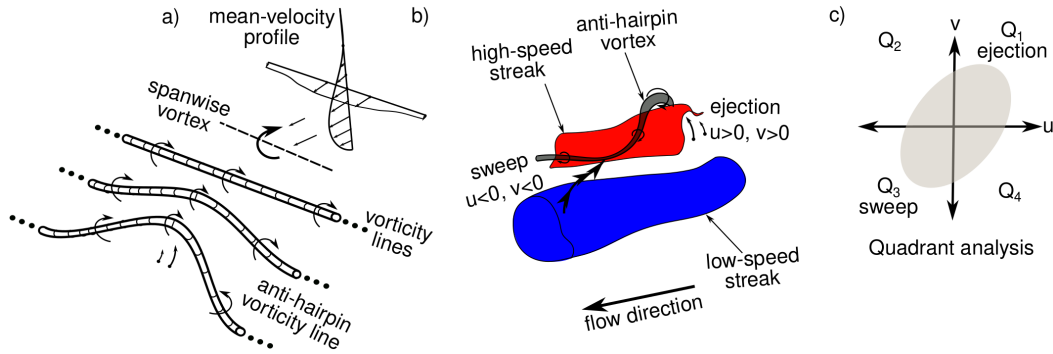 a)
mean-velocity
profile
spanwise
vortex
vorticity
lines
anti-hairpin
vorticity line
b)
anti-hairpin
vortex
high-speed
streak
ejection
u>0, v>0
sweep
u<0, v<0
low-speed
streak
flow direction
c)
v
Q2
Q1
ejection
u
Q3
sweep
Q4
Quadrant analysis